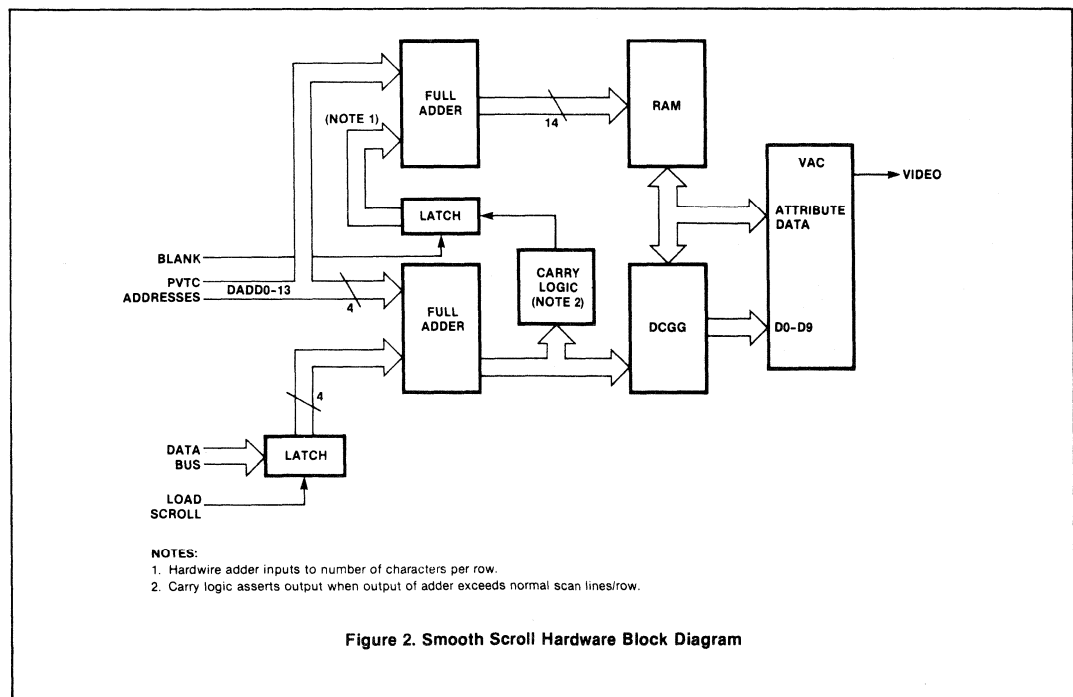 FULL
ADDER
14
RAM
(NOTE 1)
VAC
VIDEO
ATTRIBUTE
DATA
LATCH
BLANK
PVTC
ADDRESSES
DADD0-13
4
FULL
ADDER
CARRY
LOGIC
(NOTE 2)
DCGG
D0-D9
4
DATA
BUS
LATCH
LOAD
SCROLL
NOTES:
1. Hardwire adder inputs to number of characters per row.
2. Carry logic asserts output when output of adder exceeds normal scan lines/row.
Figure 2. Smooth Scroll Hardware Block Diagram